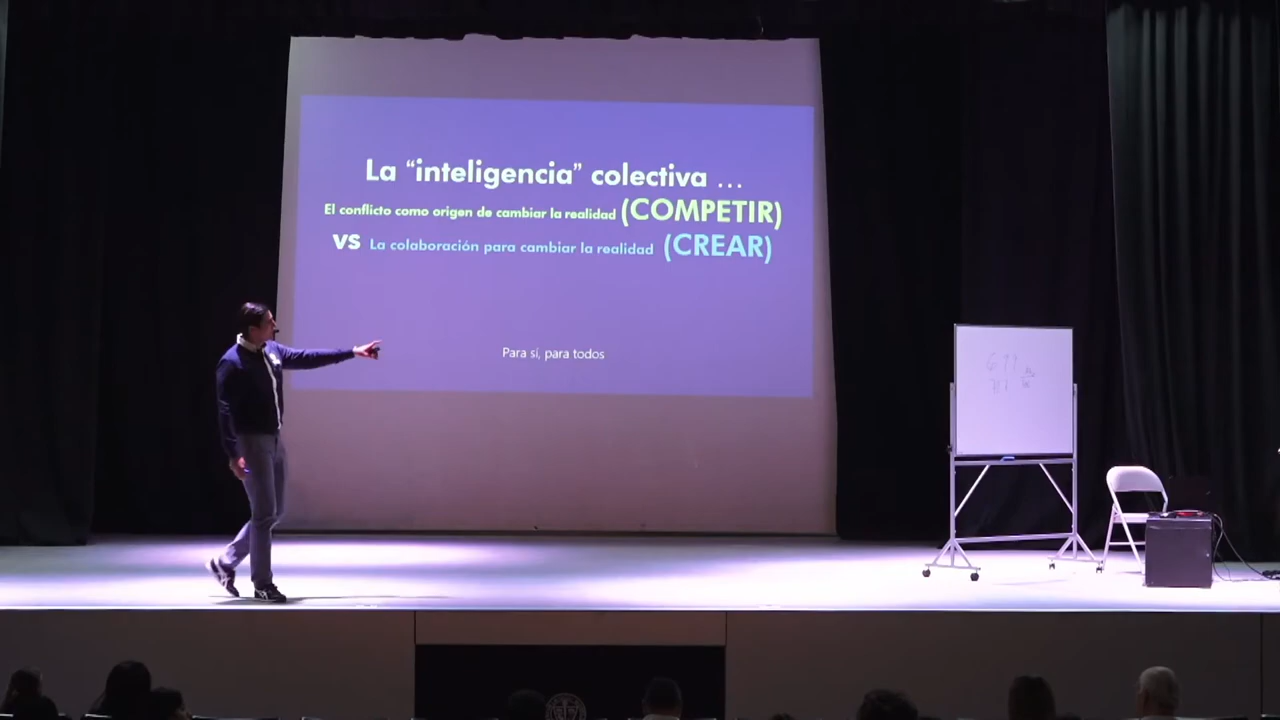 La “inteligencia” colectiva ...
El conflicto como origen de cambiar la realidad (COMPETIR)
VS La colaboración para cambiar la realidad (CREAR)
Para sí, para todos